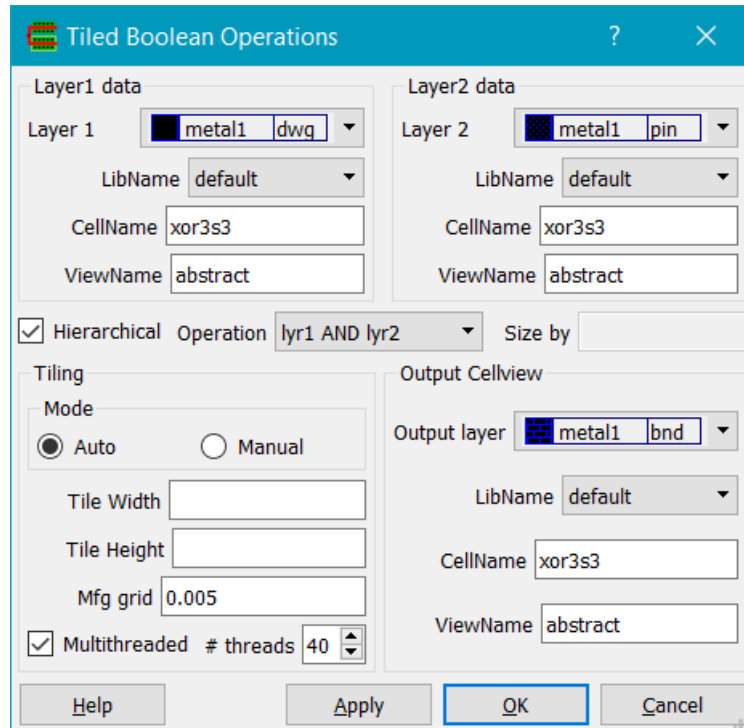 Tiled Boolean Operations ? ×
Layer1 data
Layer 1 metal1 dwg
LibName default
CellName xor3s3
ViewName abstract
Layer2 data
Layer 2 metal1 pin
LibName default
CellName xor3s3
ViewName abstract
Hierarchical Operation lyr1 AND lyr2 Size by
Tiling
Mode
Auto Manual
Tile Width
Tile Height
Mfg grid 0.005
Multithreaded # threads 40
Output Cellview
Output layer metal1 bnd
LibName default
CellName xor3s3
ViewName abstract
Help Apply OK Cancel